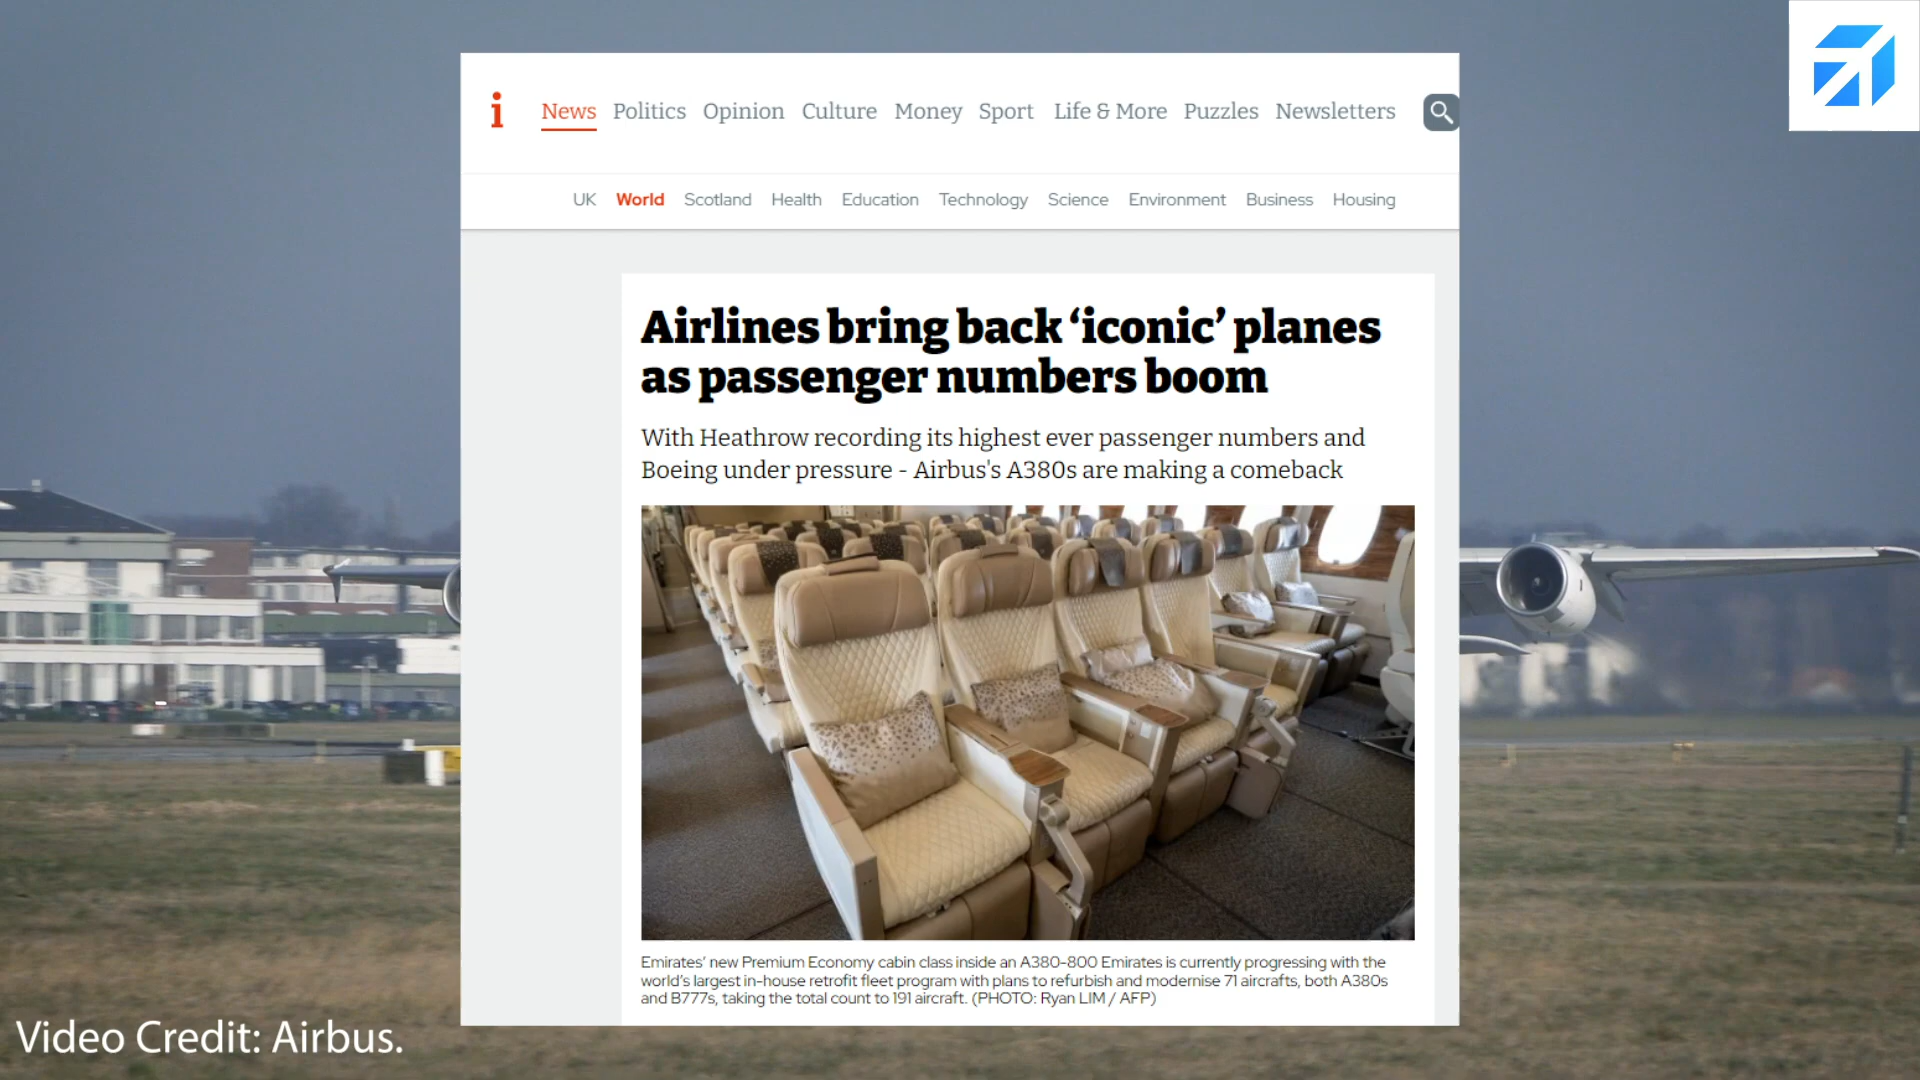 i
News Politics Opinion Culture Money Sport Life & More Puzzles Newsletters
UK World Scotland Health Education Technology Science Environment Business Housing
Airlines bring back ‘iconic’ planes
as passenger numbers boom
With Heathrow recording its highest ever passenger numbers and
Boeing under pressure - Airbus's A380s are making a comeback
Emirates’ new Premium Economy cabin class inside an A380-800 Emirates is currently progressing with the
world’s largest in-house retrofit fleet program with plans to refurbish and modernise 71 aircrafts, both A380s
and B777s, taking the total count to 191 aircraft. (PHOTO: Ryan LIM / AFP)
Video Credit: Airbus.